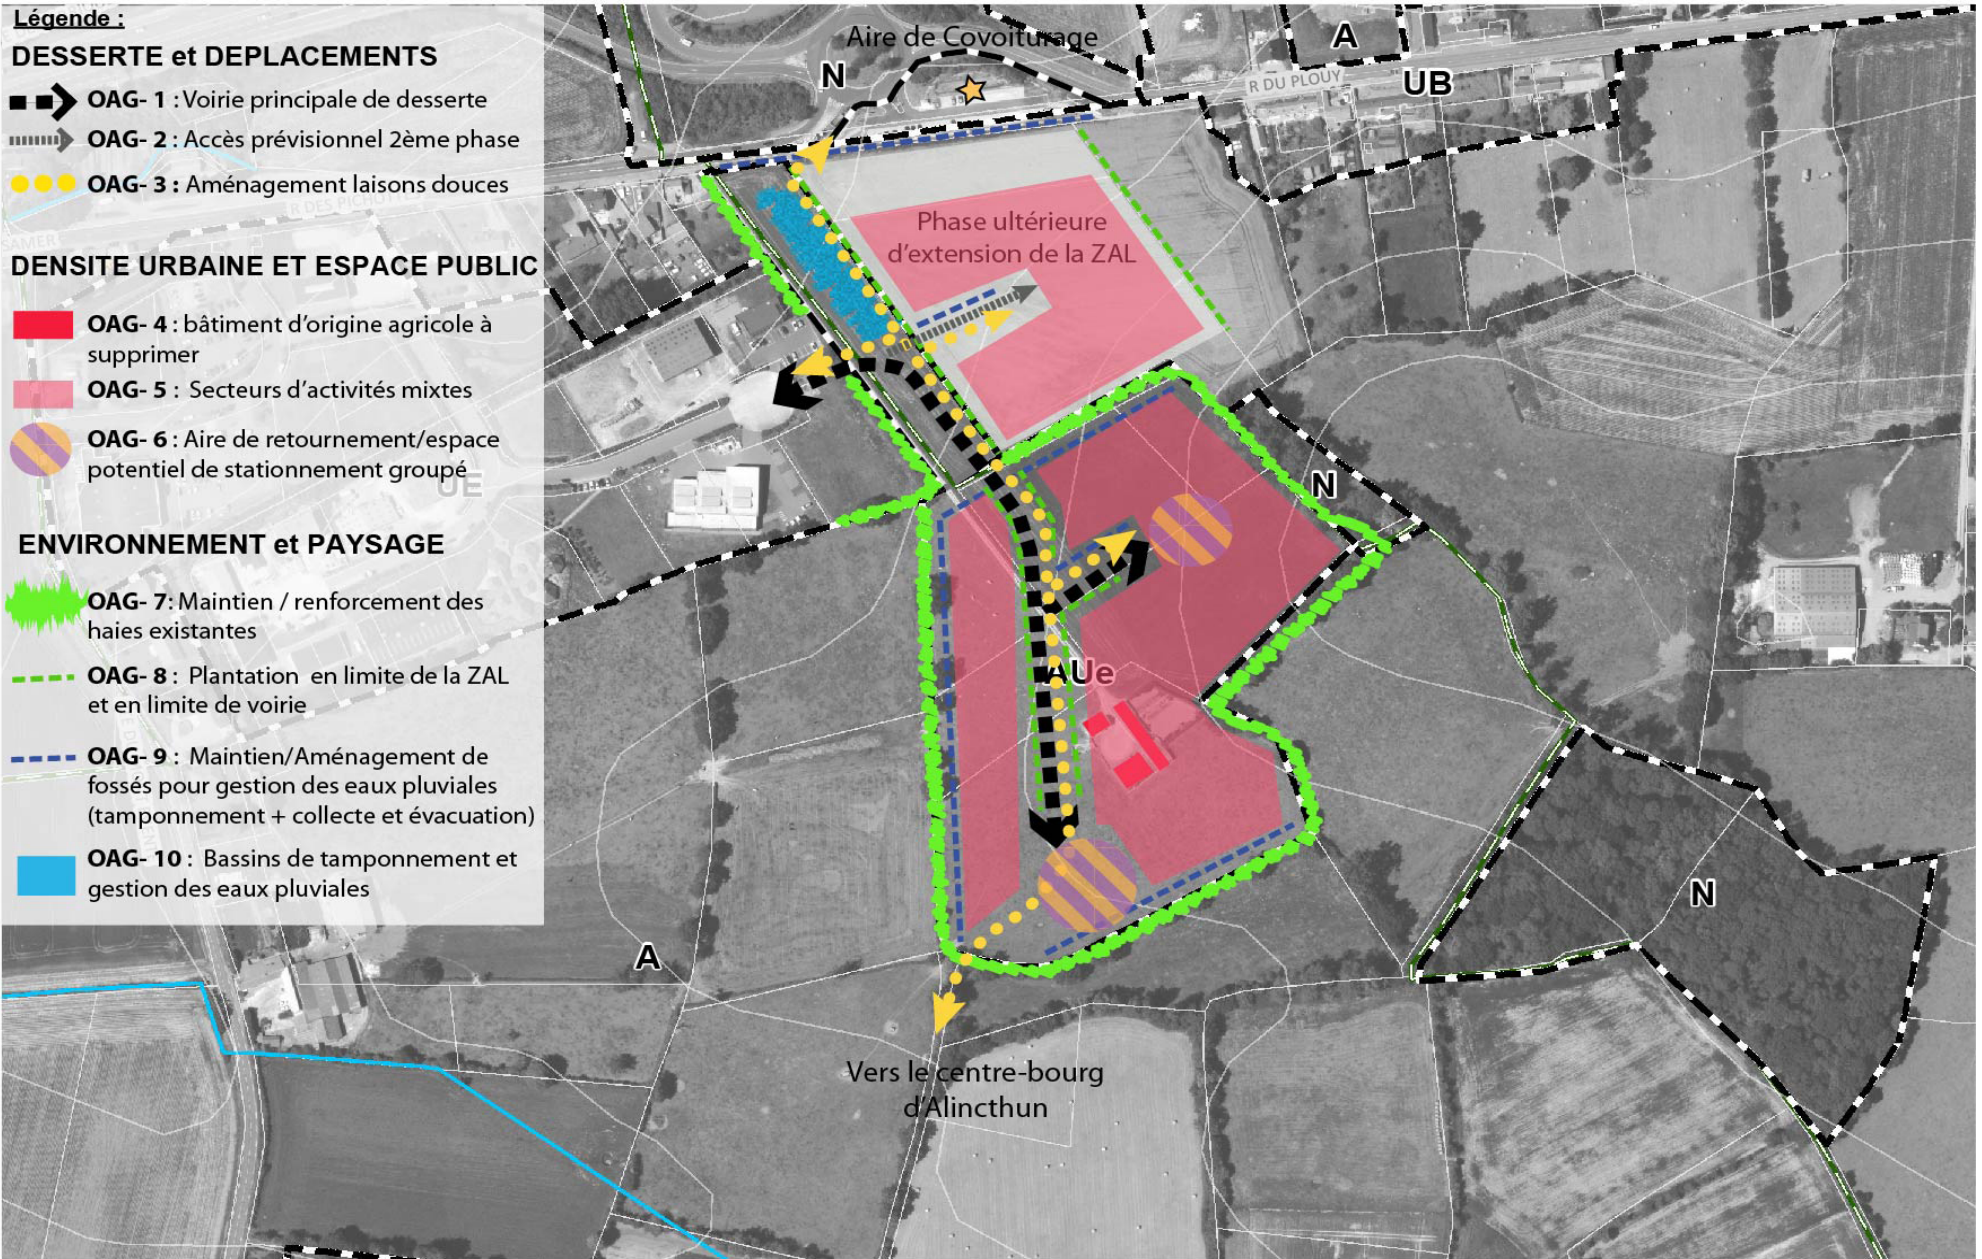 Légende :
DESSERTE et DEPLACEMENTS
OAG- 1 : Voirie principale de desserte
OAG- 2 : Accès prévisionnel 2ème phase
OAG- 3 : Aménagement laisons douces
R DES PICHOTTES
SAMER
DENSITE URBAINE ET ESPACE PUBLIC
OAG- 4 : bâtiment d'origine agricole à
supprimer
OAG- 5 : Secteurs d'activités mixtes
OAG- 6 : Aire de retournement/espace
potentiel de stationnement groupé
UE
ENVIRONNEMENT et PAYSAGE
OAG- 7: Maintien / renforcement des
haies existantes
OAG- 8 : Plantation en limite de la ZAL
et en limite de voirie
OAG- 9 : Maintien/Aménagement de
fossés pour gestion des eaux pluviales
(tamponnement + collecte et évacuation)
OAG- 10 : Bassins de tamponnement et
gestion des eaux pluviales
Aire de Covoiturage
A
N
R DU PLOUY
UB
Phase ultérieure
d'extension de la ZAL
N
AUe
N
A
Vers le centre-bourg
d'Alincthun